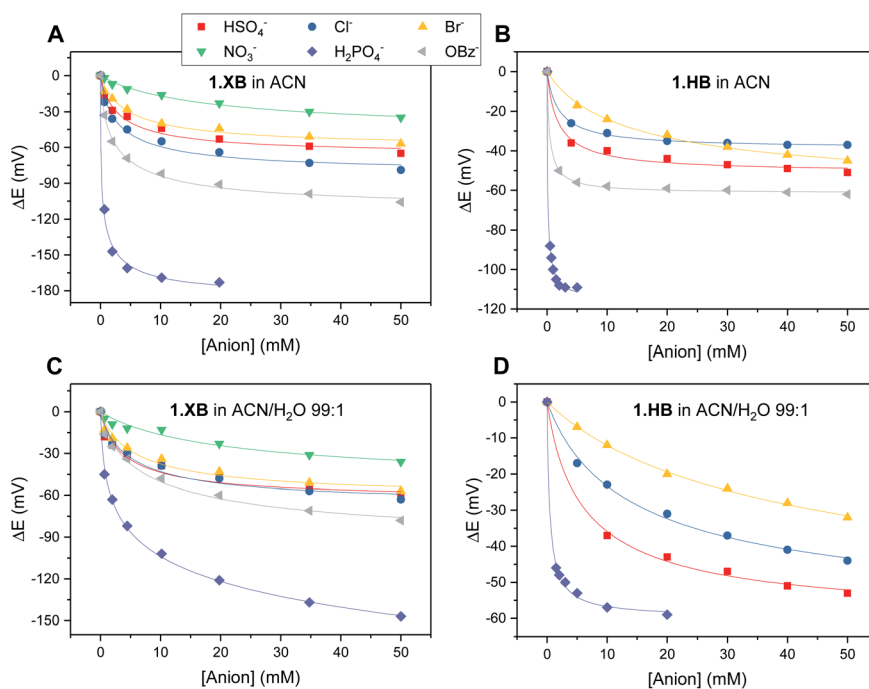 HSO₄⁻ Cl⁻ Br⁻
NO₃⁻ H₂PO₄⁻ OBz⁻
A
1.XB in ACN
0
-30
-60
-90
-120
-150
-180
ΔE (mV)
0 10 20 30 40 50
[Anion] (mM)
B
1.HB in ACN
0
-20
-40
-60
-80
-100
-120
ΔE (mV)
0 10 20 30 40 50
[Anion] (mM)
C
1.XB in ACN/H₂O 99:1
0
-30
-60
-90
-120
-150
ΔE (mV)
0 10 20 30 40 50
[Anion] (mM)
D
1.HB in ACN/H₂O 99:1
0
-10
-20
-30
-40
-50
-60
ΔE (mV)
0 10 20 30 40 50
[Anion] (mM)